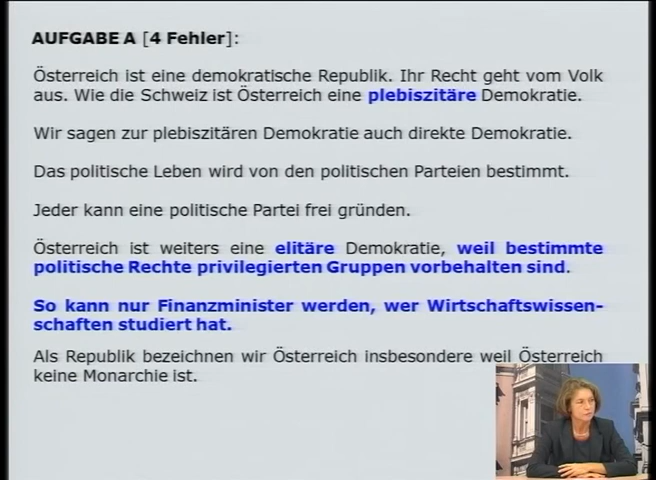 AUFGABE A [4 Fehler]:
Österreich ist eine demokratische Republik. Ihr Recht geht vom Volk
aus. Wie die Schweiz ist Österreich eine plebiszitäre Demokratie.
Wir sagen zur plebiszitären Demokratie auch direkte Demokratie.
Das politische Leben wird von den politischen Parteien bestimmt.
Jeder kann eine politische Partei frei gründen.
Österreich ist weiters eine elitäre Demokratie, weil bestimmte
politische Rechte privilegierten Gruppen vorbehalten sind.
So kann nur Finanzminister werden, wer Wirtschaftswissen-
schaften studiert hat.
Als Republik bezeichnen wir Österreich insbesondere weil Österreich
keine Monarchie ist.